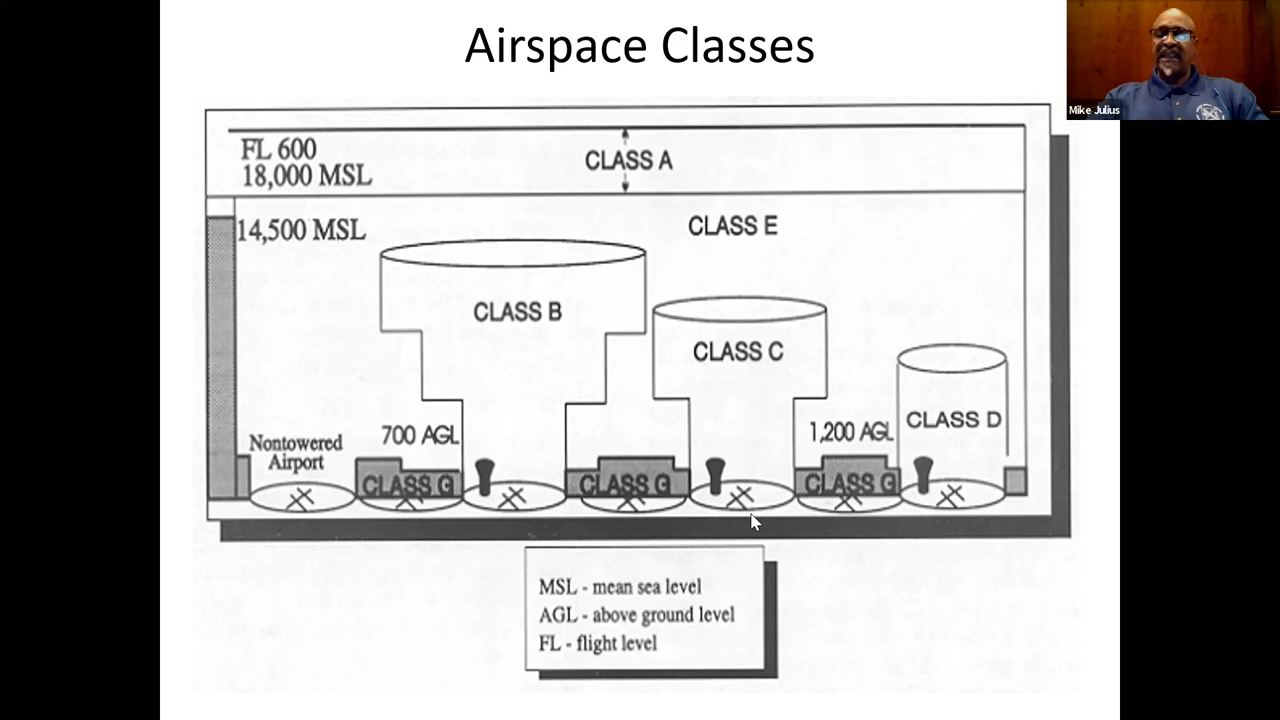 Airspace Classes
Mike Julius
FL 600
18,000 MSL
CLASS A
14,500 MSL
CLASS E
CLASS B
CLASS C
CLASS D
Nontowered
Airport
700 AGL
1,200 AGL
CLASS G
CLASS G
CLASS G
MSL - mean sea level
AGL - above ground level
FL - flight level